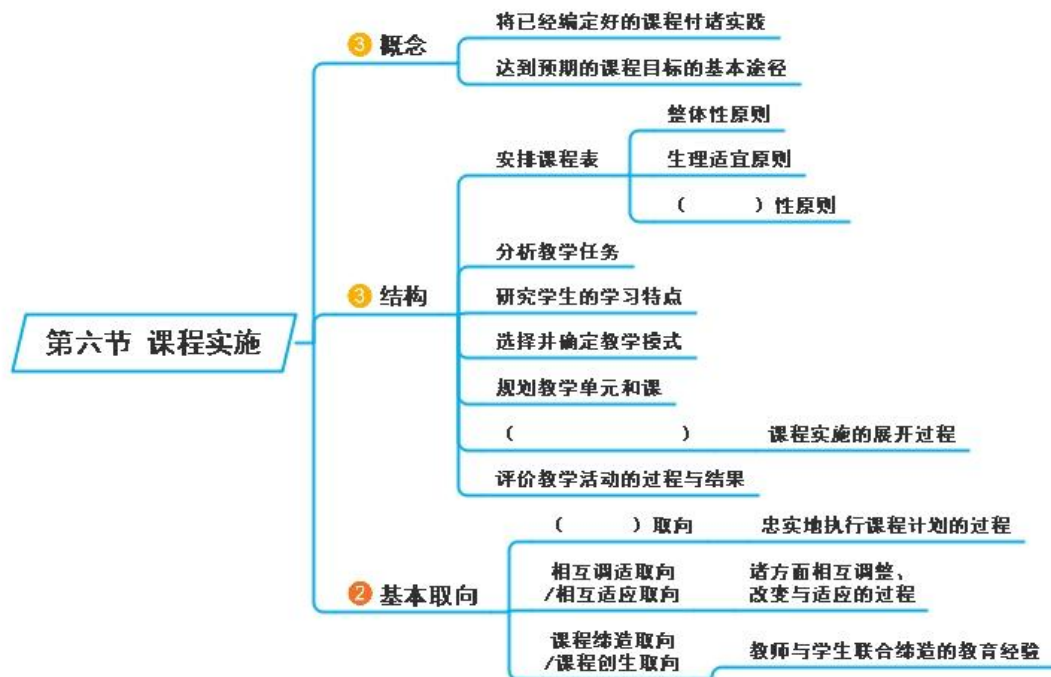 第六节 课程实施
③ 概念
将已经编定好的课程付诸实践
达到预期的课程目标的基本途径
③ 结构
安排课程表
整体性原则
生理适宜原则
( )性原则
分析教学任务
研究学生的学习特点
选择并确定教学模式
规划教学单元和课
( ) 课程实施的展开过程
评价教学活动的过程与结果
② 基本取向
( )取向 忠实地执行课程计划的过程
相互调适取向
/相互适应取向
诸方面相互调整、
改变与适应的过程
课程缔造取向
/课程创生取向
教师与学生联合缔造的教育经验